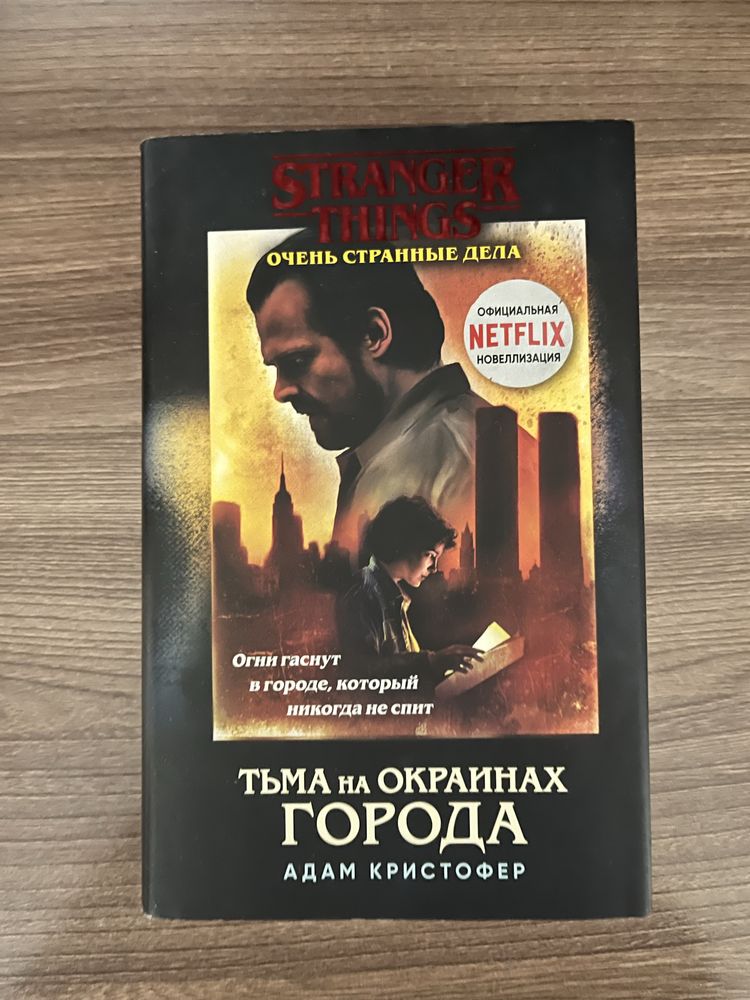 STRANGER
THINGS
ОЧЕНЬ СТРАННЫЕ ДЕЛА
ОФИЦИАЛЬНАЯ
NETFLIX
НОВЕЛЛИЗАЦИЯ
Огни гаснут
в городе, который
никогда не спит
ТЬМА НА ОКРАИНАХ
ГОРОДА
АДАМ КРИСТОФЕР